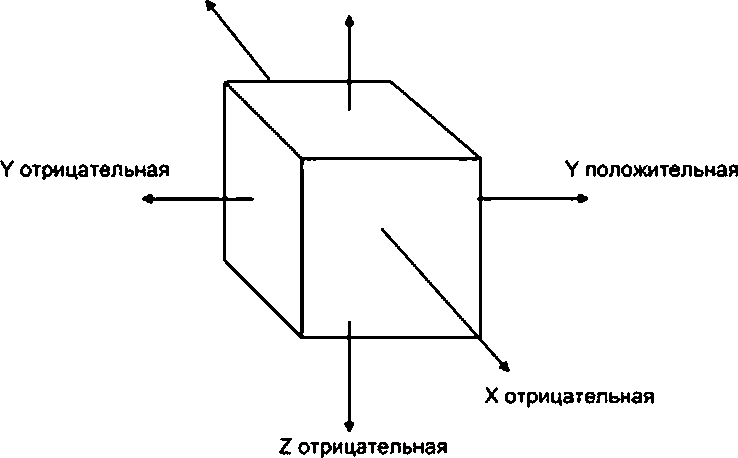 Y отрицательная
Y положительная
X отрицательная
Z отрицательная